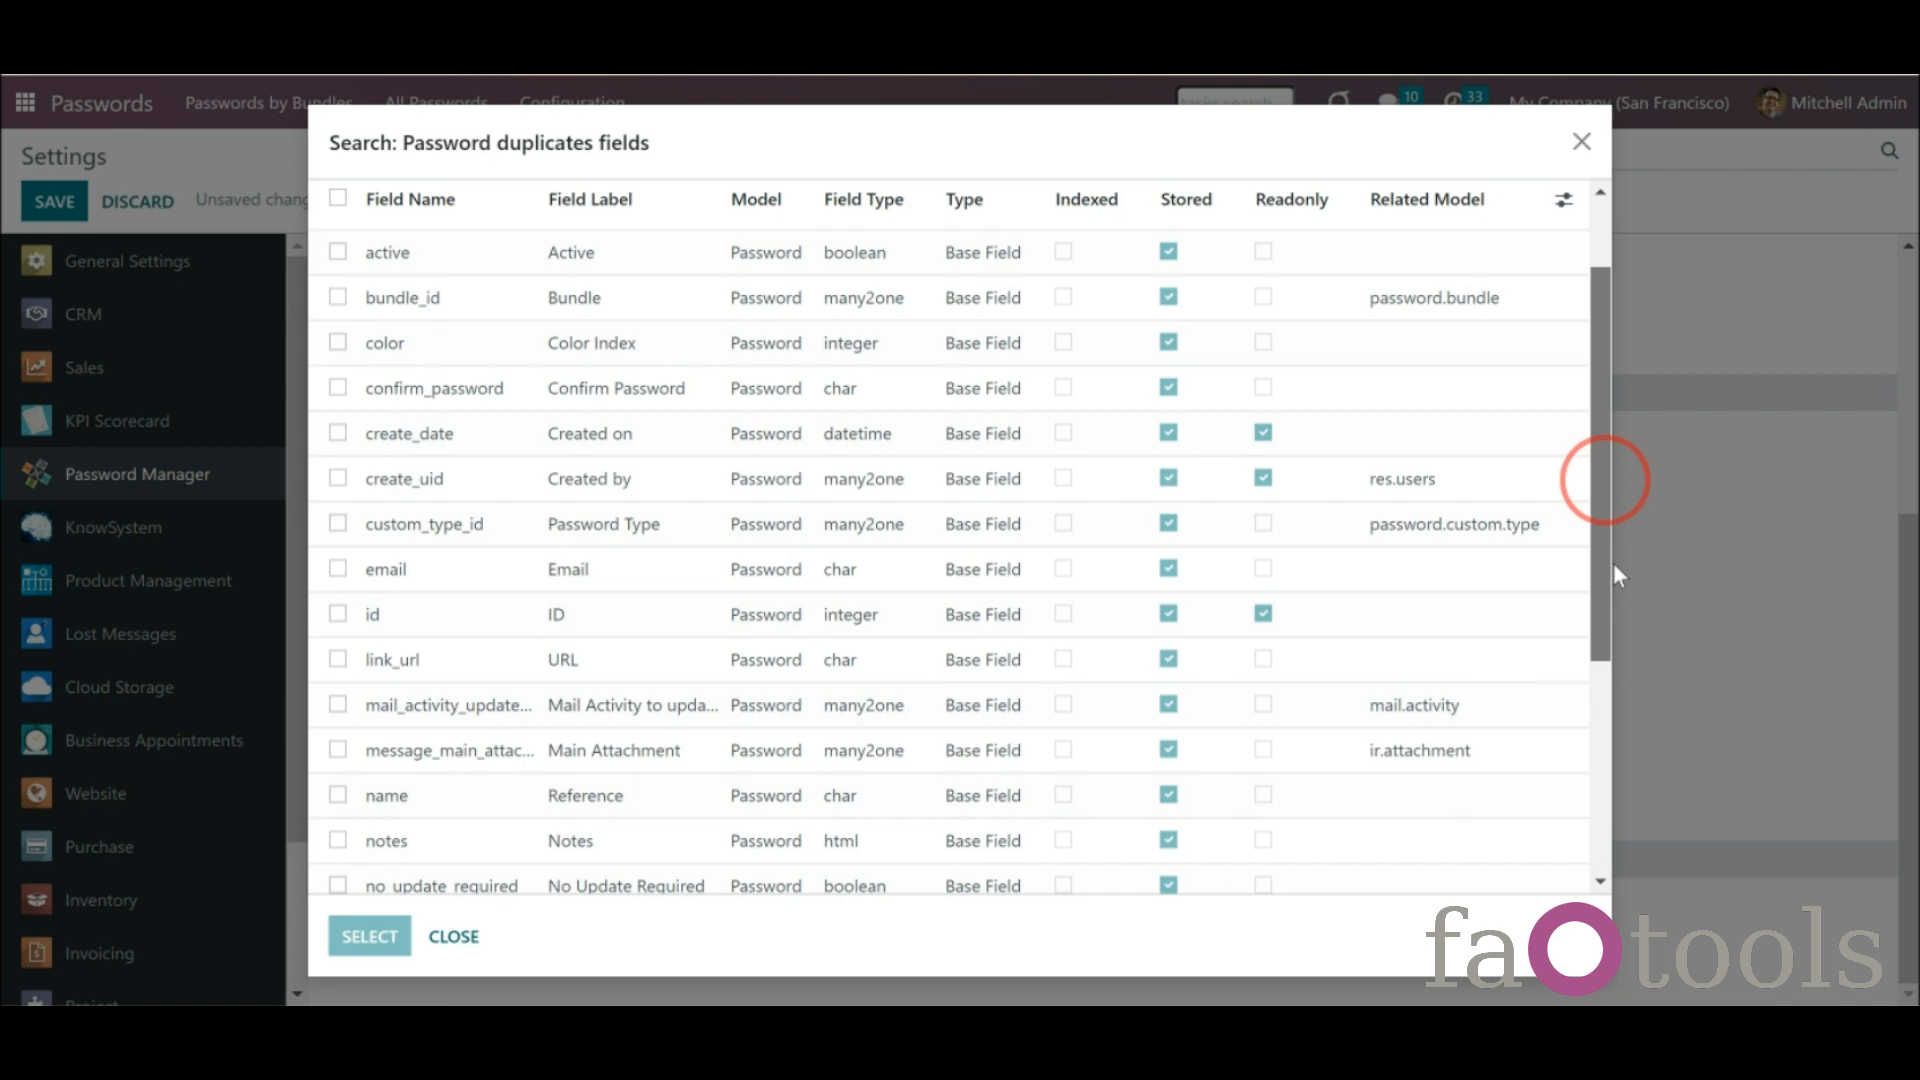 Passwords Passwords by Bundles All Passwords Configuration 10 33 My Company (San Francisco) Mitchell Admin
Settings
SAVE DISCARD Unsaved chang
General Settings
CRM
Sales
KPI Scorecard
Password Manager
KnowSystem
Product Management
Lost Messages
Cloud Storage
Business Appointments
Website
Purchase
Inventory
Invoicing
Project
Search: Password duplicates fields
Field Name Field Label Model Field Type Type Indexed Stored Readonly Related Model
active Active Password boolean Base Field
bundle_id Bundle Password many2one Base Field password.bundle
color Color Index Password integer Base Field
confirm_password Confirm Password Password char Base Field
create_date Created on Password datetime Base Field
create_uid Created by Password many2one Base Field res.users
custom_type_id Password Type Password many2one Base Field password.custom.type
email Email Password char Base Field
id ID Password integer Base Field
link_url URL Password char Base Field
mail_activity_update... Mail Activity to upda... Password many2one Base Field mail.activity
message_main_attac... Main Attachment Password many2one Base Field ir.attachment
name Reference Password char Base Field
notes Notes Password html Base Field
no_update_required No Update Required Password boolean Base Field
SELECT CLOSE
faOtools